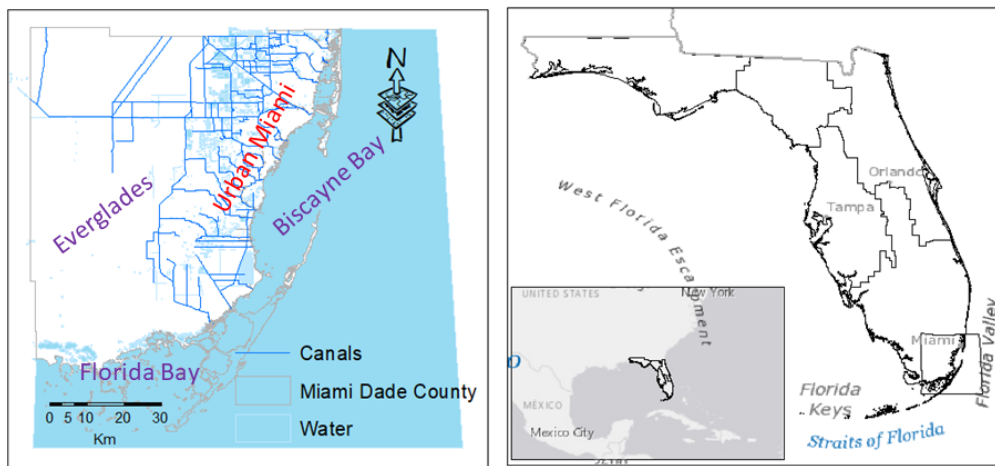 N
Urban Miami
Everglades
Biscayne Bay
Florida Bay
0 5 10 20 30
Km
Canals
Miami Dade County
Water
Orlando
Tampa
West Florida Escarpment
Miami
Florida Valley
Florida
Keys
Straits of Florida
UNITED STATES
New York
MÉXICO
Mexico City